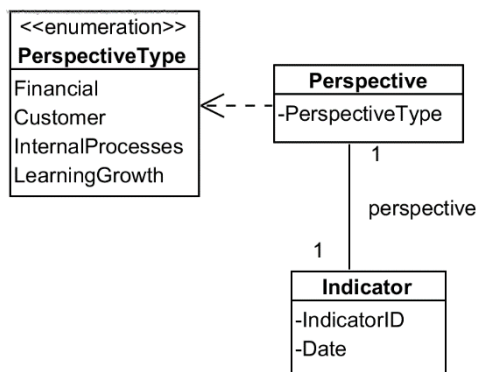 <<enumeration>>
PerspectiveType
Financial
Customer
InternalProcesses
LearningGrowth
Perspective
-PerspectiveType
1
perspective
1
Indicator
-IndicatorID
-Date